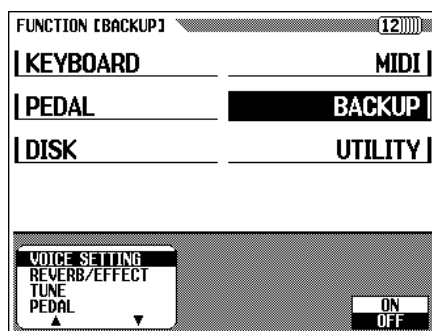 FUNCTION [BACKUP] 12
KEYBOARD MIDI
PEDAL BACKUP
DISK UTILITY
VOICE SETTING
REVERB/EFFECT
TUNE
PEDAL
ON
OFF